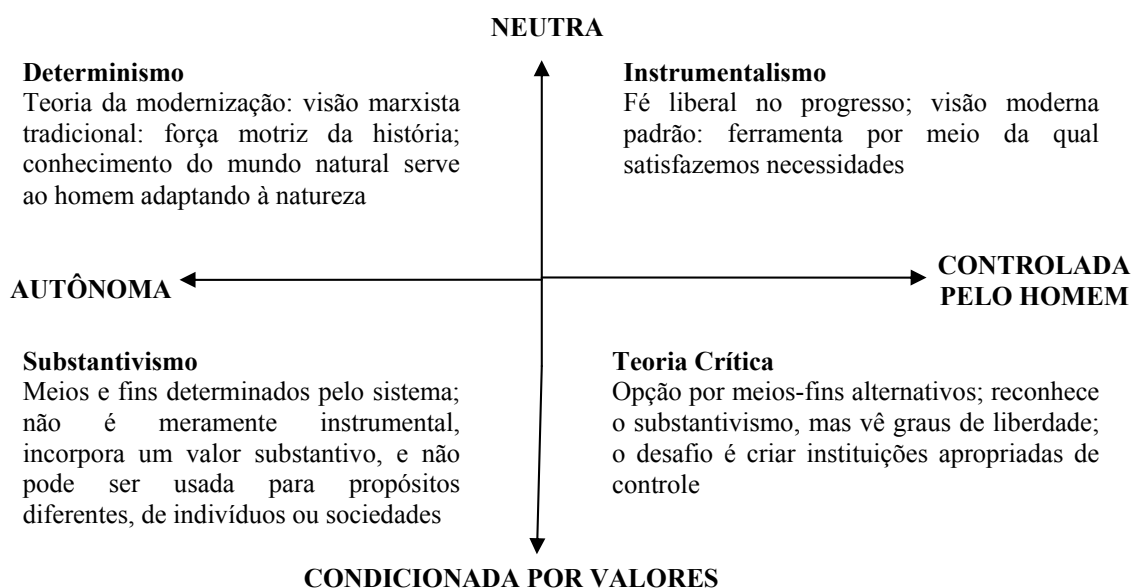 NEUTRA
Determinismo
Teoria da modernização: visão marxista
tradicional: força motriz da história;
conhecimento do mundo natural serve
ao homem adaptando à natureza
Instrumentalismo
Fé liberal no progresso; visão moderna
padrão: ferramenta por meio da qual
satisfazemos necessidades
AUTÔNOMA
CONTROLADA
PELO HOMEM
Substantivismo
Meios e fins determinados pelo sistema;
não é meramente instrumental,
incorpora um valor substantivo, e não
pode ser usada para propósitos
diferentes, de indivíduos ou sociedades
Teoria Crítica
Opção por meios-fins alternativos; reconhece
o substantivismo, mas vê graus de liberdade;
o desafio é criar instituições apropriadas de
controle
CONDICIONADA POR VALORES